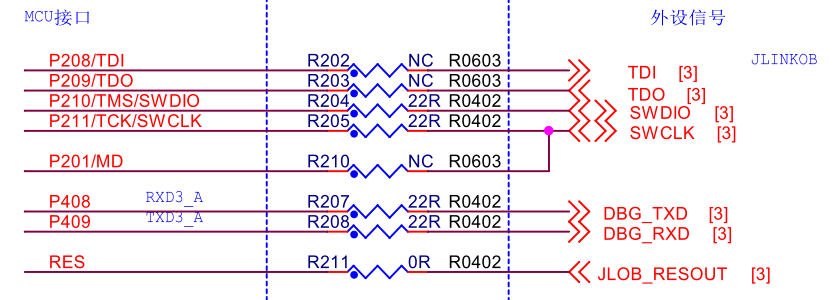 MCU接口 外设信号
JLINKOB
P208/TDI R202 NC R0603 TDI [3]
P209/TDO R203 NC R0603 TDO [3]
P210/TMS/SWDIO R204 22R R0402 SWDIO [3]
P211/TCK/SWCLK R205 22R R0402 SWCLK [3]
P201/MD R210 NC R0603
P408 RXD3_A R207 22R R0402 DBG_TXD [3]
P409 TXD3_A R208 22R R0402 DBG_RXD [3]
RES R211 0R R0402 JLOB_RESOUT [3]